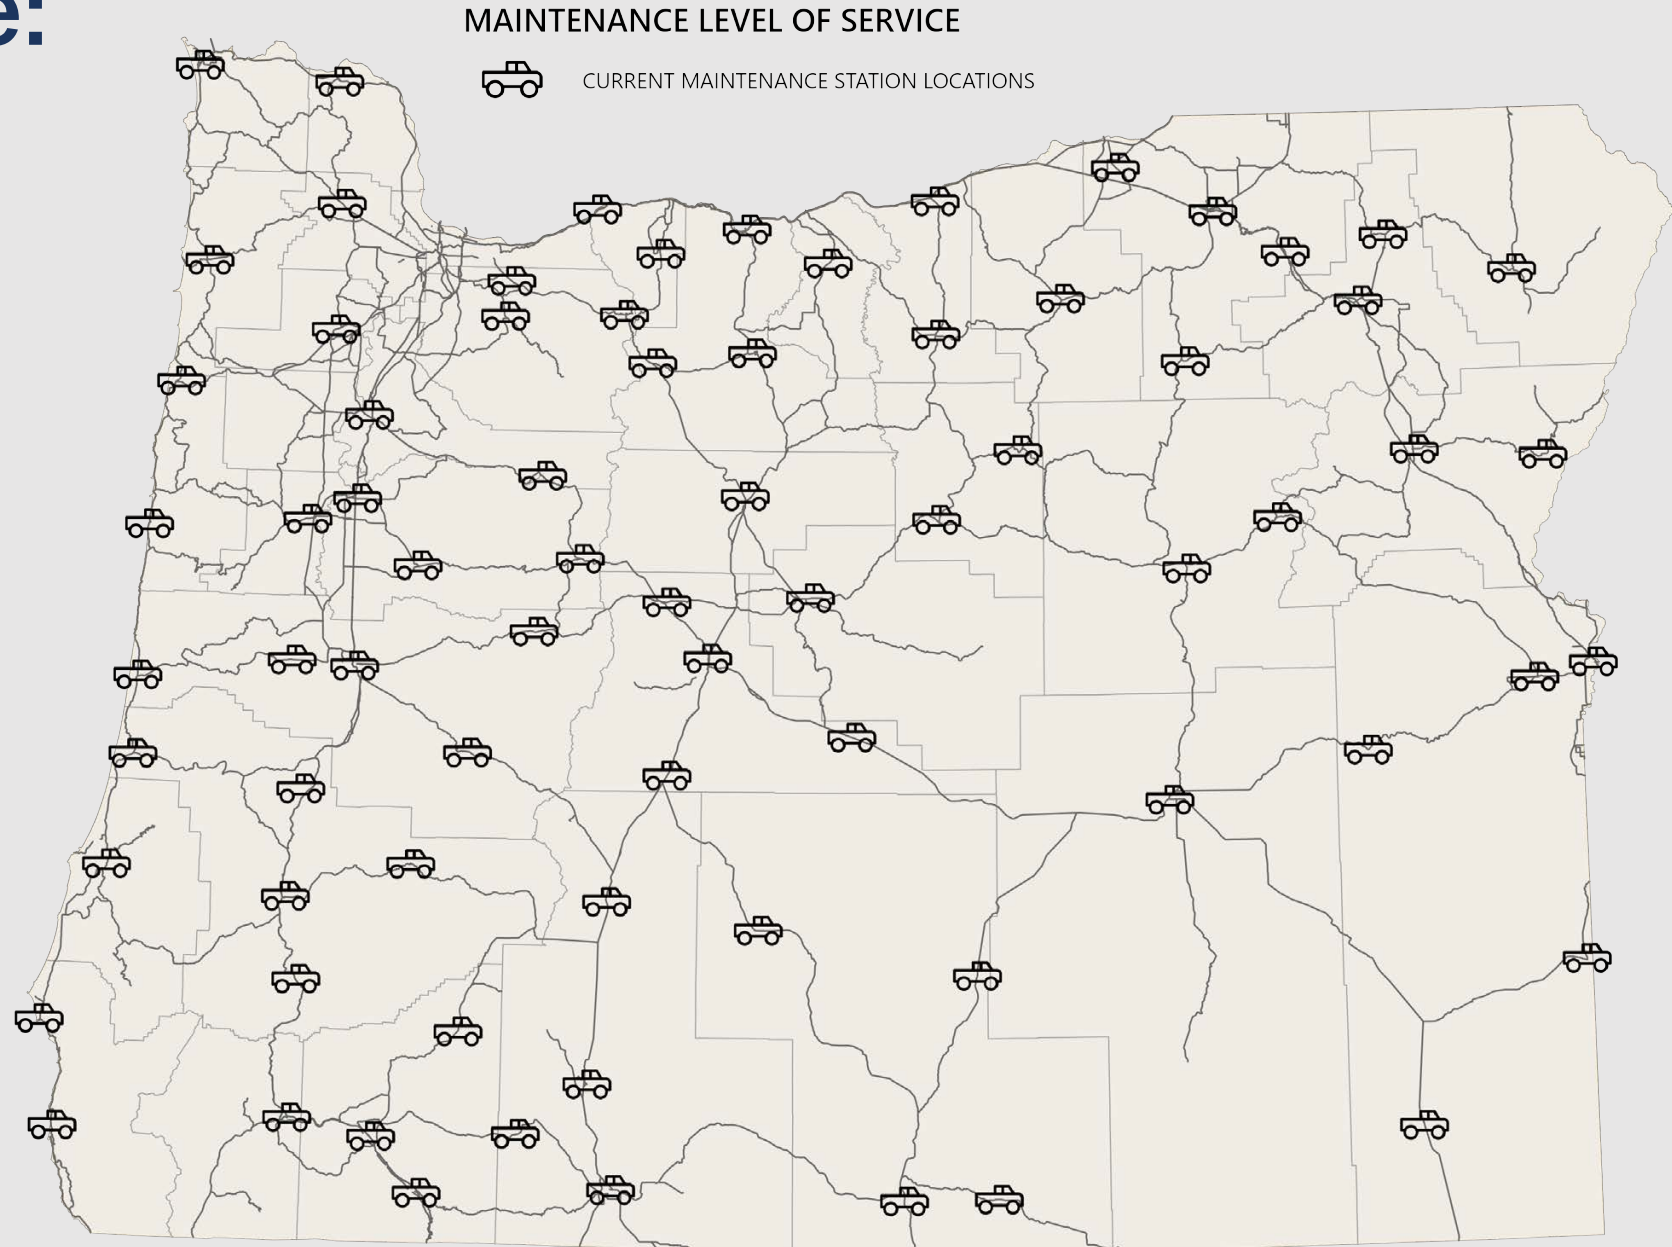 e:
MAINTENANCE LEVEL OF SERVICE
CURRENT MAINTENANCE STATION LOCATIONS